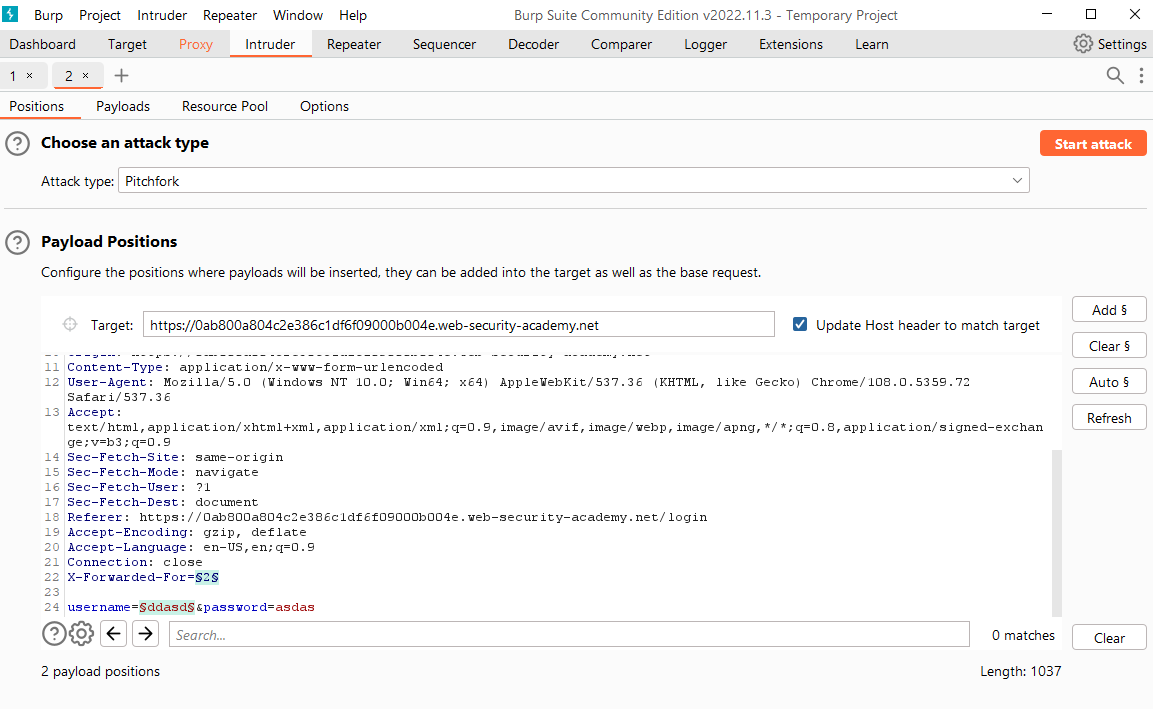 Burp Project Intruder Repeater Window Help Burp Suite Community Edition v2022.11.3 - Temporary Project
Dashboard Target Proxy Intruder Repeater Sequencer Decoder Comparer Logger Extensions Learn Settings
1 × 2 ×
Positions Payloads Resource Pool Options
Choose an attack type
Start attack
Attack type: Pitchfork
Payload Positions
Configure the positions where payloads will be inserted, they can be added into the target as well as the base request.
Target: https://0ab800a804c2e386c1df6f09000b004e.web-security-academy.net Update Host header to match target
Add §
Clear §
Auto §
Refresh
11 Content-Type: application/x-www-form-urlencoded
12 User-Agent: Mozilla/5.0 (Windows NT 10.0; Win64; x64) AppleWebKit/537.36 (KHTML, like Gecko) Chrome/108.0.5359.72
Safari/537.36
13 Accept:
text/html,application/xhtml+xml,application/xml;q=0.9,image/avif,image/webp,image/apng,*/*;q=0.8,application/signed-exchan
ge;v=b3;q=0.9
14 Sec-Fetch-Site: same-origin
15 Sec-Fetch-Mode: navigate
16 Sec-Fetch-User: ?1
17 Sec-Fetch-Dest: document
18 Referer: https://0ab800a804c2e386c1df6f09000b004e.web-security-academy.net/login
19 Accept-Encoding: gzip, deflate
20 Accept-Language: en-US,en;q=0.9
21 Connection: close
22 X-Forwarded-For=§2§
23
24 username=§ddasd§&password=asdas
Search... 0 matches Clear
2 payload positions Length: 1037